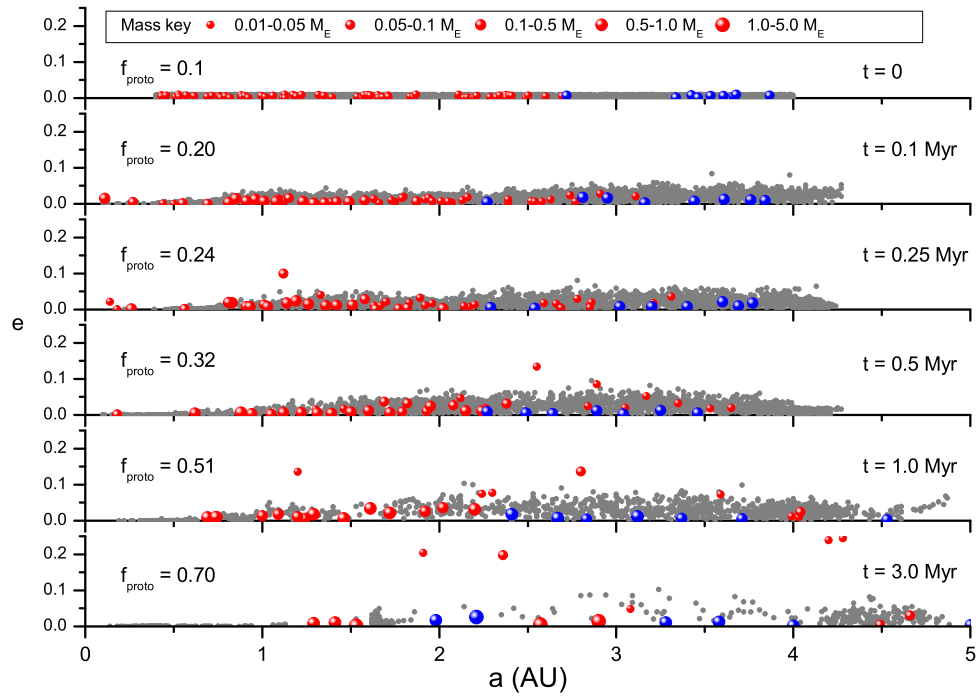 Mass key 0.01-0.05 M_E 0.05-0.1 M_E 0.1-0.5 M_E 0.5-1.0 M_E 1.0-5.0 M_E
0.2
0.1
0.0
f_proto = 0.1
t = 0
0.2
0.1
0.0
f_proto = 0.20
t = 0.1 Myr
0.2
0.1
0.0
f_proto = 0.24
t = 0.25 Myr
e
0.2
0.1
0.0
f_proto = 0.32
t = 0.5 Myr
0.2
0.1
0.0
f_proto = 0.51
t = 1.0 Myr
0.2
0.1
0.0
f_proto = 0.70
t = 3.0 Myr
0 1 2 3 4 5
a (AU)